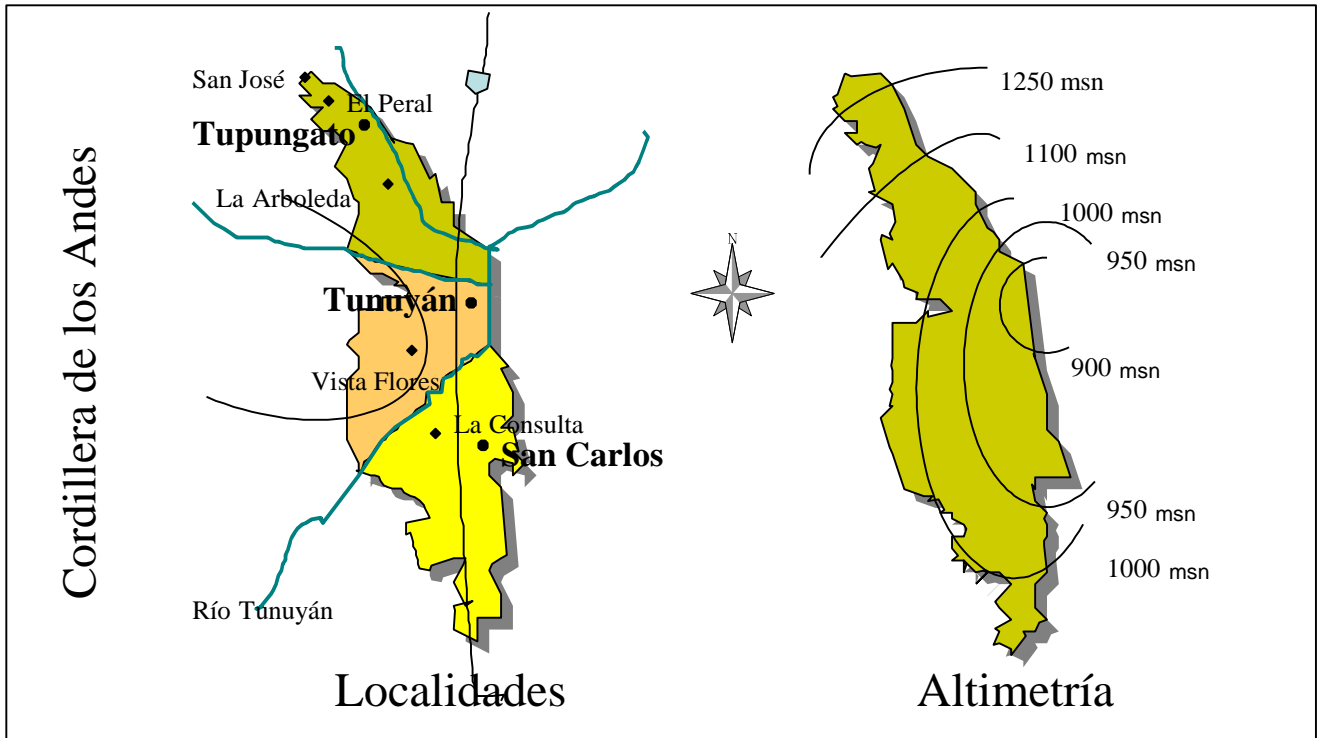 Cordillera de los Andes
San José
El Peral
Tupungato
La Arboleda
Tunuyán
Vista Flores
La Consulta
San Carlos
Río Tunuyán
Localidades
N
1250 msn
1100 msn
1000 msn
950 msn
900 msn
950 msn
1000 msn
Altimetría